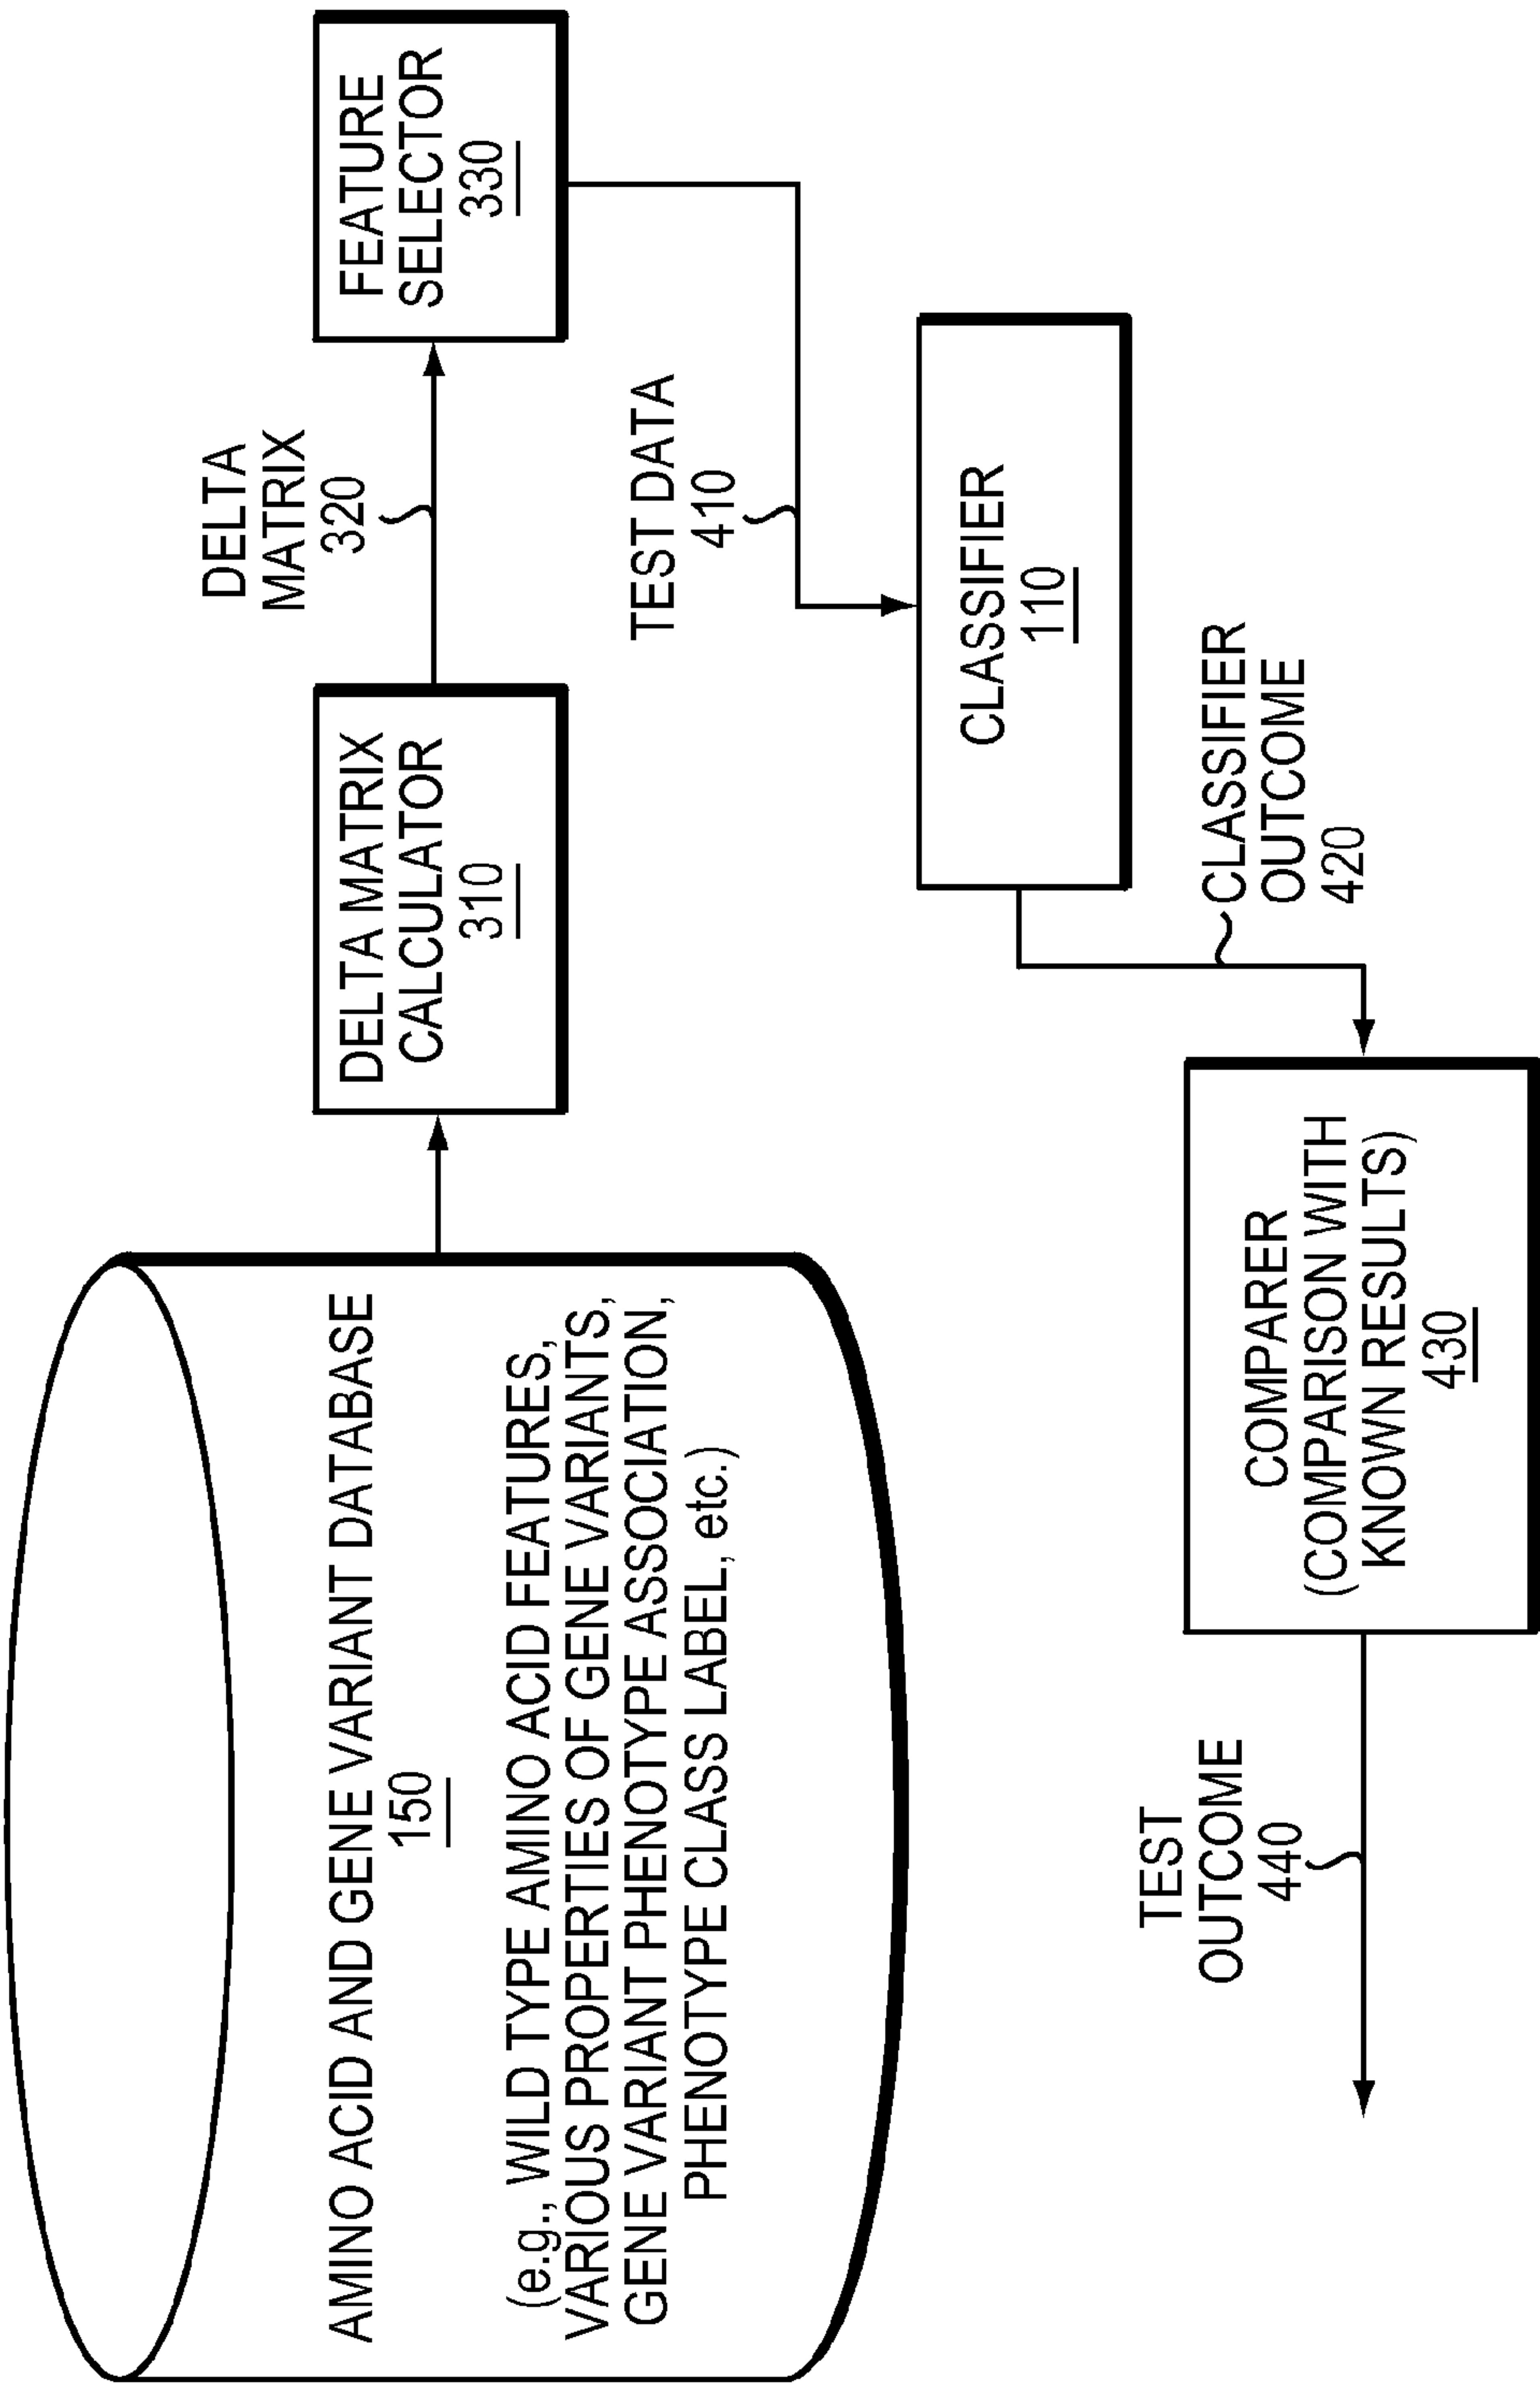 AMINO ACID AND GENE VARIANT DATABASE
150
(e.g., WILD TYPE AMINO ACID FEATURES,
VARIOUS PROPERTIES OF GENE VARIANTS,
GENE VARIANT PHENOTYPE ASSOCIATION,
PHENOTYPE CLASS LABEL, etc.)
DELTA MATRIX
CALCULATOR
310
DELTA
MATRIX
320
FEATURE
SELECTOR
330
TEST DATA
410
CLASSIFIER
110
CLASSIFIER
OUTCOME
420
COMPARER
(COMPARISON WITH
KNOWN RESULTS)
430
TEST
OUTCOME
440